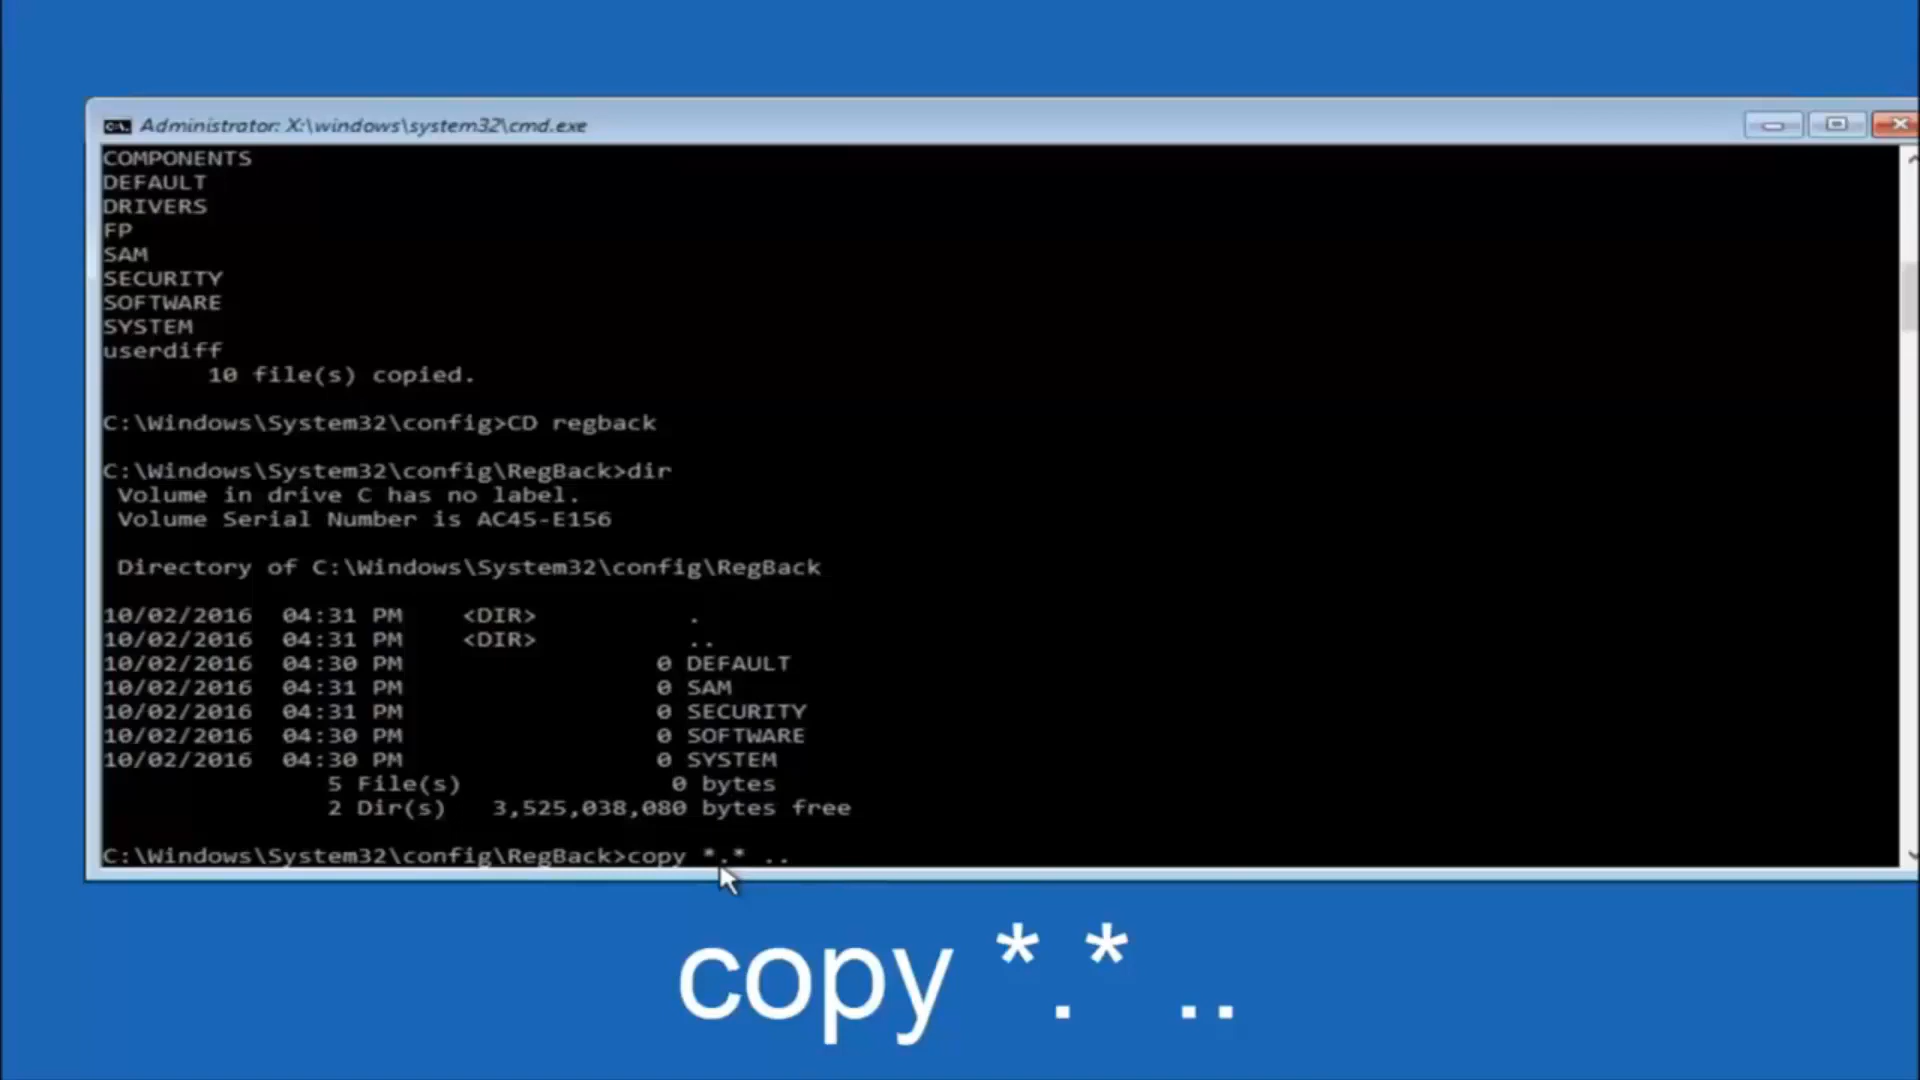 Administrator: X:\windows\system32\cmd.exe
COMPONENTS
DEFAULT
DRIVERS
FP
SAM
SECURITY
SOFTWARE
SYSTEM
userdiff
10 file(s) copied.
C:\Windows\System32\config>CD regback
C:\Windows\System32\config\RegBack>dir
Volume in drive C has no label.
Volume Serial Number is AC45-E156
Directory of C:\Windows\System32\config\RegBack
10/02/2016 04:31 PM <DIR> .
10/02/2016 04:31 PM <DIR> ..
10/02/2016 04:30 PM 0 DEFAULT
10/02/2016 04:31 PM 0 SAM
10/02/2016 04:31 PM 0 SECURITY
10/02/2016 04:30 PM 0 SOFTWARE
10/02/2016 04:30 PM 0 SYSTEM
5 File(s) 0 bytes
2 Dir(s) 3,525,038,080 bytes free
C:\Windows\System32\config\RegBack>copy *.* ..
copy *.* ..